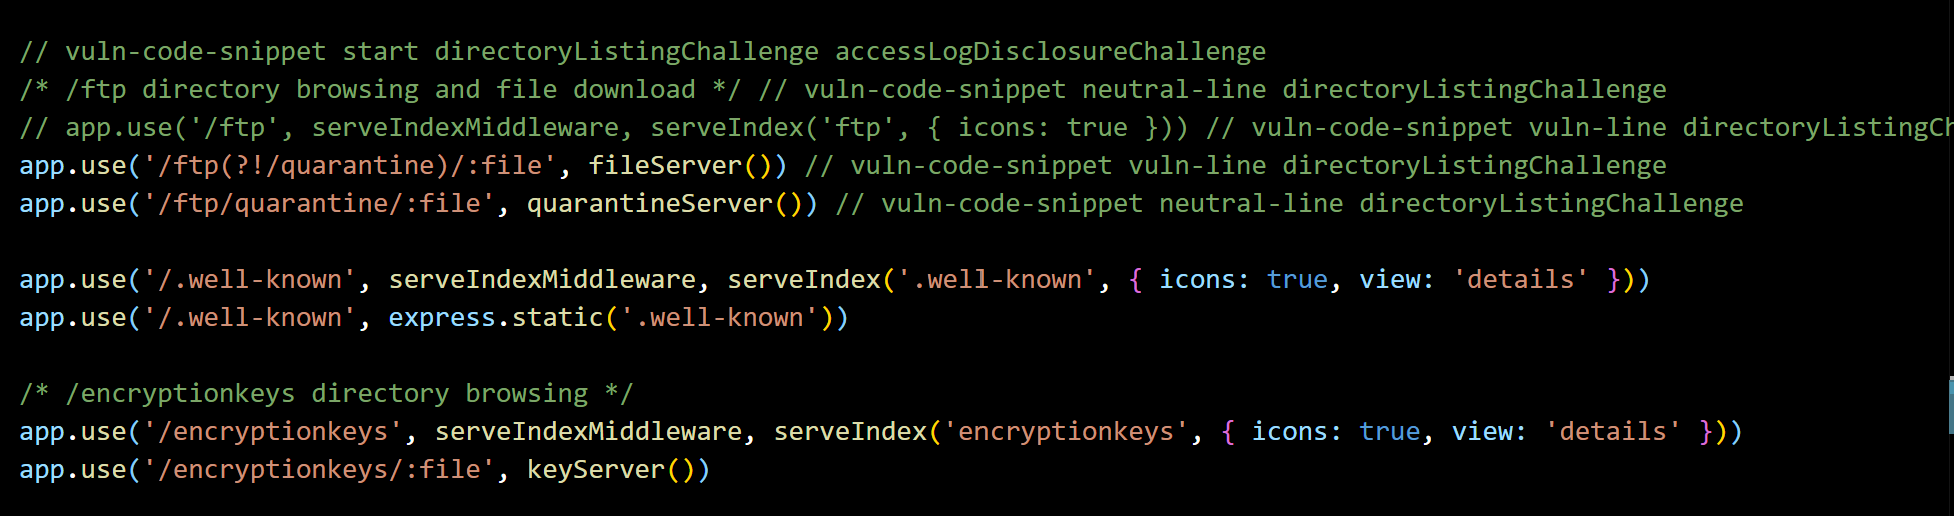 // vuln-code-snippet start directoryListingChallenge accessLogDisclosureChallenge
/* /ftp directory browsing and file download */ // vuln-code-snippet neutral-line directoryListingChallenge
// app.use('/ftp', serveIndexMiddleware, serveIndex('ftp', { icons: true })) // vuln-code-snippet vuln-line directoryListingCh
app.use('/ftp(?!/quarantine)/:file', fileServer()) // vuln-code-snippet vuln-line directoryListingChallenge
app.use('/ftp/quarantine/:file', quarantineServer()) // vuln-code-snippet neutral-line directoryListingChallenge
app.use('/.well-known', serveIndexMiddleware, serveIndex('.well-known', { icons: true, view: 'details' }))
app.use('/.well-known', express.static('.well-known'))
/* /encryptionkeys directory browsing */
app.use('/encryptionkeys', serveIndexMiddleware, serveIndex('encryptionkeys', { icons: true, view: 'details' }))
app.use('/encryptionkeys/:file', keyServer())